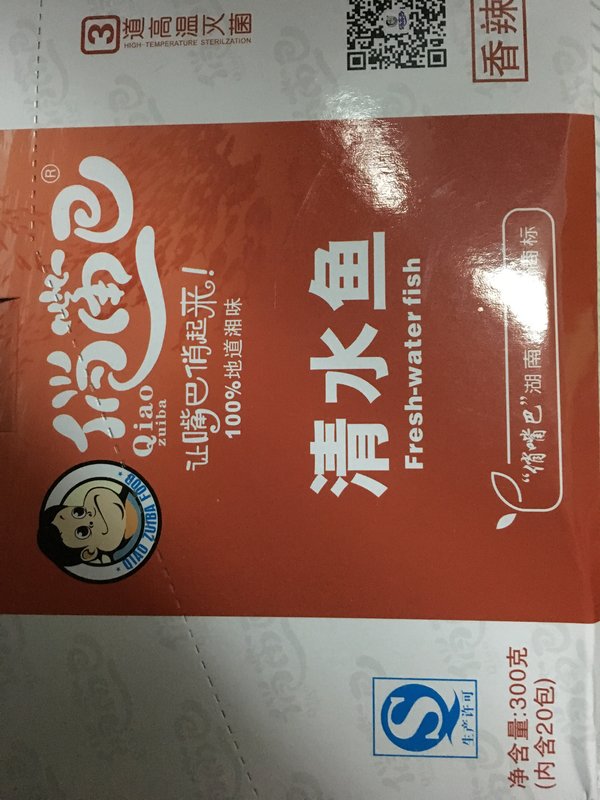 3道高温灭菌
HIGH-TEMPERATURE STERILZATION
香辣
俏嘴巴®
Qiao
zuiba
QIAO ZUIBA FOOD
让嘴巴俏起来!
100%地道湘味
清水鱼
Fresh-water fish
“俏嘴巴”湖南 商标
生产许可
净含量:300克
(内含20包)